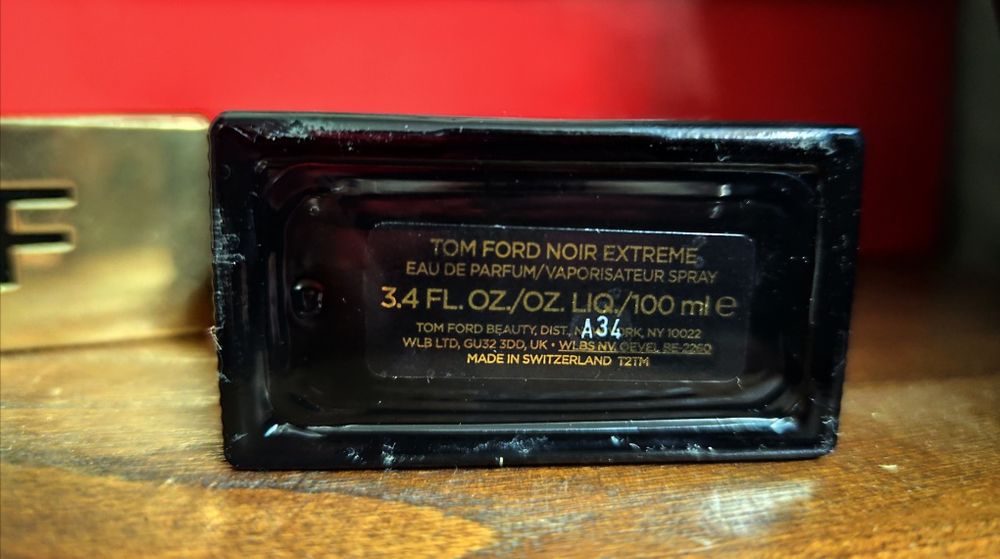 TOM FORD NOIR EXTREME
EAU DE PARFUM/VAPORISATEUR SPRAY
3.4 FL. OZ./OZ. LIQ./100 ml e
TOM FORD BEAUTY, DIST., NY 10022
A34
WLB LTD, GU32 3DD, UK • WLBS NV, OEVEL BE-2260
MADE IN SWITZERLAND T2TM
F